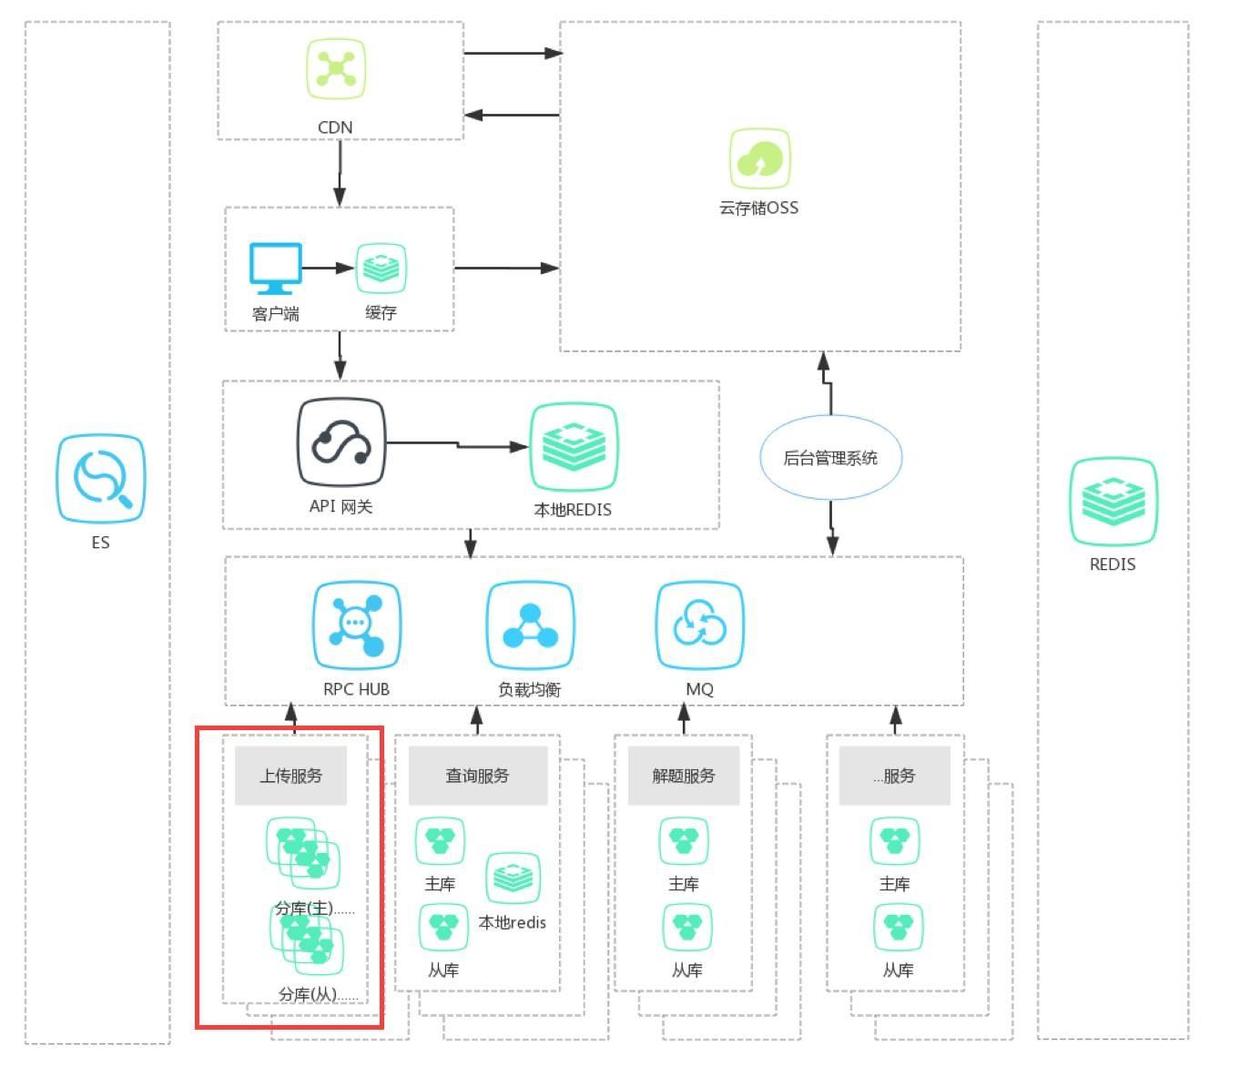 CDN
云存储OSS
客户端
缓存
API 网关
本地REDIS
后台管理系统
ES
REDIS
RPC HUB
负载均衡
MQ
上传服务
查询服务
解题服务
...服务
主库
主库
主库
分库(主)......
本地redis
从库
从库
从库
分库(从)......